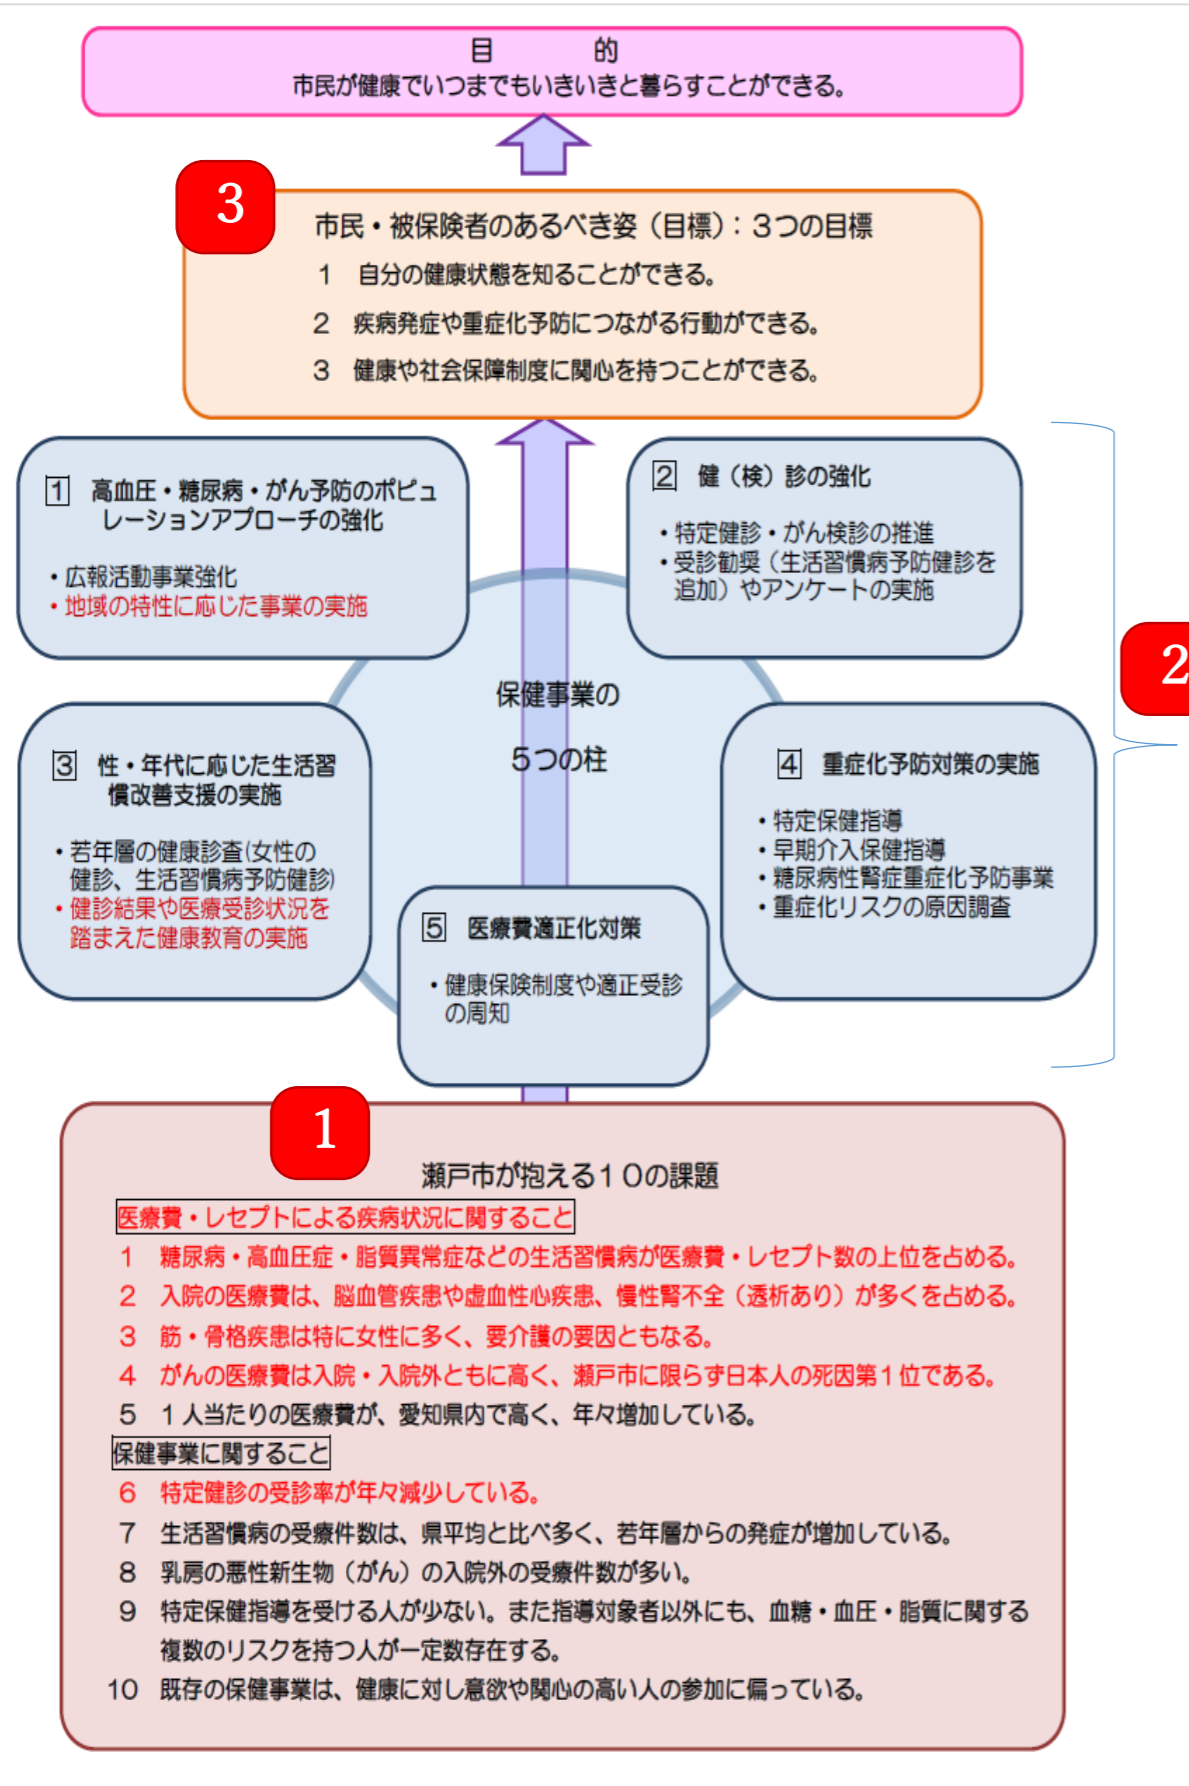 目　的
市民が健康でいつまでもいきいきと暮らすことができる。
3
市民・被保険者のあるべき姿（目標）：３つの目標
１　自分の健康状態を知ることができる。
２　疾病発症や重症化予防につながる行動ができる。
３　健康や社会保障制度に関心を持つことができる。
1　高血圧・糖尿病・がん予防のポピュ
レーションアプローチの強化
・広報活動事業強化
・地域の特性に応じた事業の実施
2　健（検）診の強化
・特定健診・がん検診の推進
・受診勧奨（生活習慣病予防健診を
追加）やアンケートの実施
2
保健事業の
５つの柱
3　性・年代に応じた生活習
慣改善支援の実施
・若年層の健康診査(女性の
健診、生活習慣病予防健診)
・健診結果や医療受診状況を
踏まえた健康教育の実施
4　重症化予防対策の実施
・特定保健指導
・早期介入保健指導
・糖尿病性腎症重症化予防事業
・重症化リスクの原因調査
5　医療費適正化対策
・健康保険制度や適正受診
の周知
1
瀬戸市が抱える１０の課題
医療費・レセプトによる疾病状況に関すること
１　糖尿病・高血圧症・脂質異常症などの生活習慣病が医療費・レセプト数の上位を占める。
２　入院の医療費は、脳血管疾患や虚血性心疾患、慢性腎不全（透析あり）が多くを占める。
３　筋・骨格疾患は特に女性に多く、要介護の要因ともなる。
４　がんの医療費は入院・入院外ともに高く、瀬戸市に限らず日本人の死因第１位である。
５　１人当たりの医療費が、愛知県内で高く、年々増加している。
保健事業に関すること
６　特定健診の受診率が年々減少している。
７　生活習慣病の受療件数は、県平均と比べ多く、若年層からの発症が増加している。
８　乳房の悪性新生物（がん）の入院外の受療件数が多い。
９　特定保健指導を受ける人が少ない。また指導対象者以外にも、血糖・血圧・脂質に関する
複数のリスクを持つ人が一定数存在する。
10　既存の保健事業は、健康に対し意欲や関心の高い人の参加に偏っている。